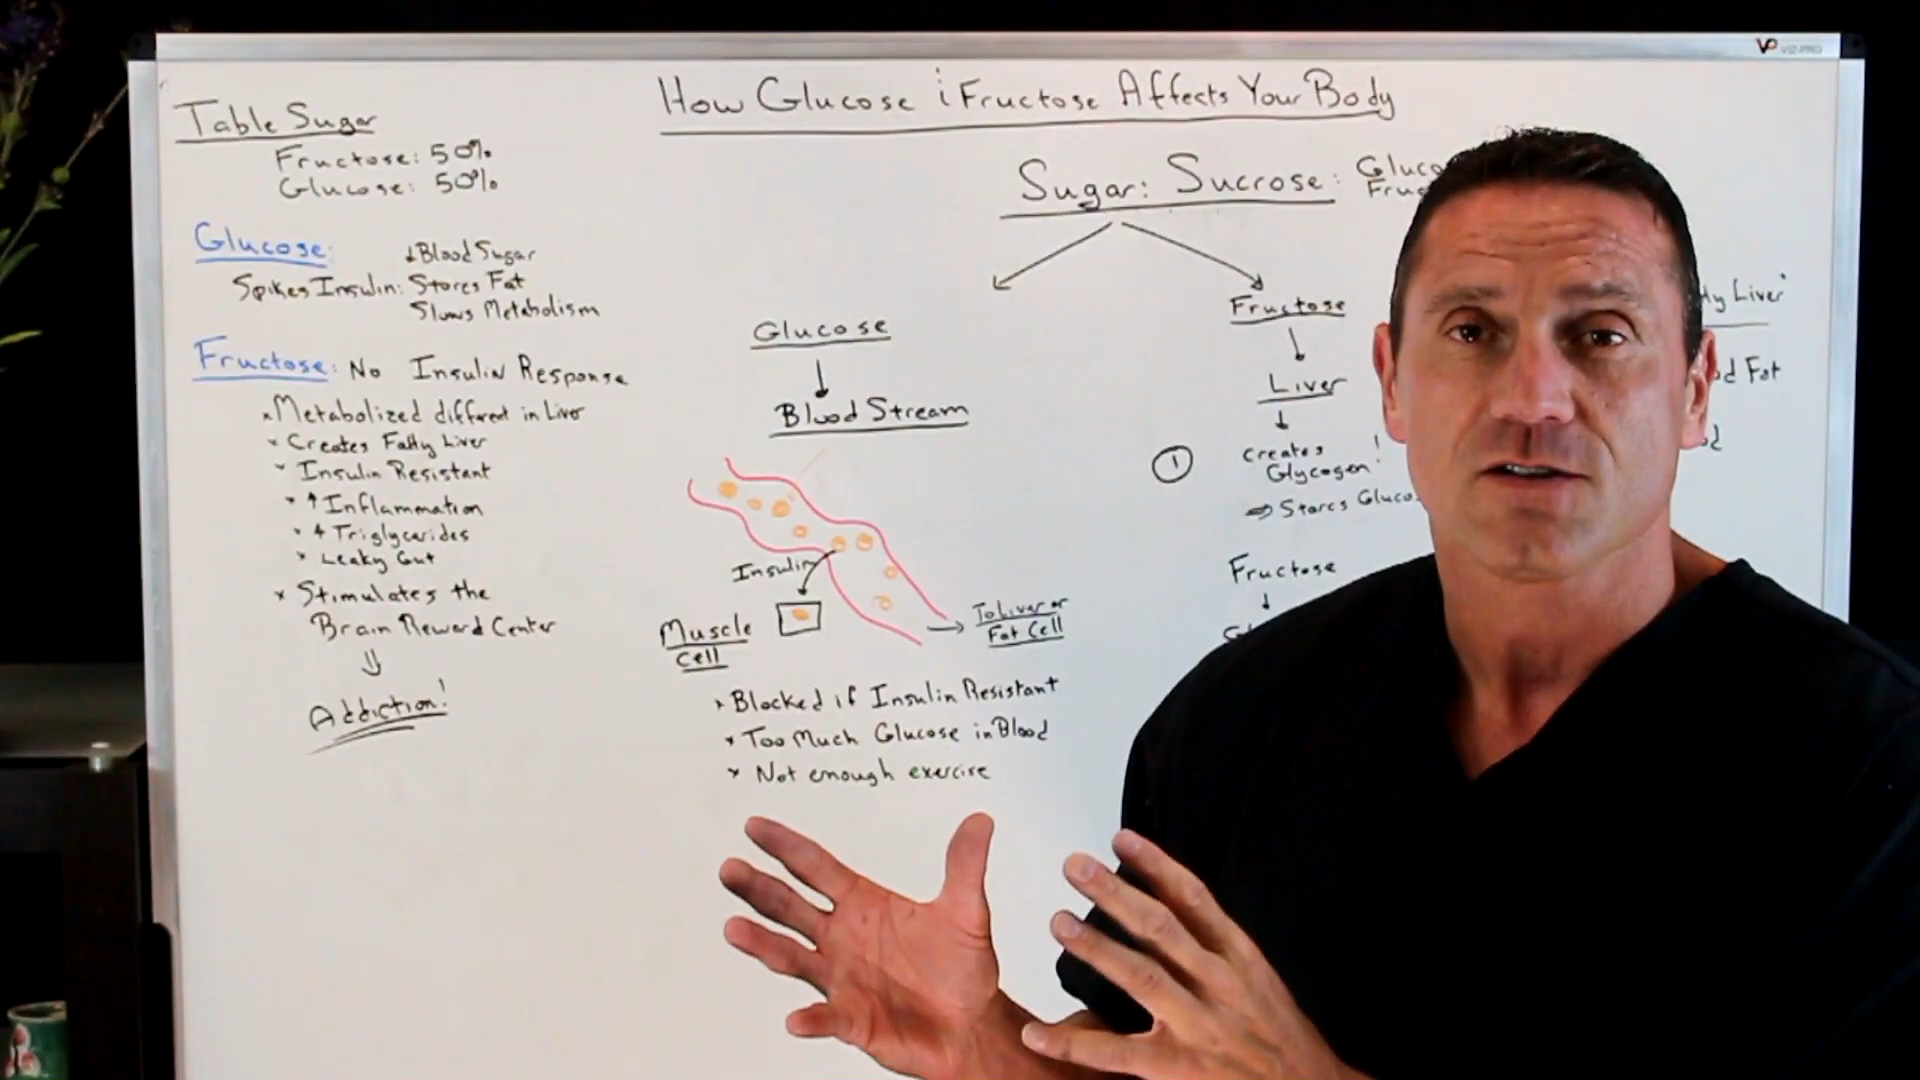 VIZ-PRO
How Glucose & Fructose Affects Your Body
Table Sugar
Fructose: 50%
Glucose: 50%
Glucose:
↓Blood Sugar
Spikes Insulin: Stores Fat
Slows Metabolism
Fructose: No Insulin Response
× Metabolized different in Liver
× Creates Fatty Liver
× Insulin Resistant
× ↑ Inflammation
× ↑ Triglycerides
× Leaky Gut
× Stimulates the
Brain Reward Center
⇓
Addiction!
Sugar: Sucrose:
Glucose
↓
Blood Stream
Insulin
Muscle
Cell
→ To Liver or
Fat Cell
× Blocked if Insulin Resistant
× Too Much Glucose in Blood
× Not enough exercise
Fructose
↓
Liver
↓
① Creates
Glycogen!
⇒ Stores
Fructose
↓
Liver
Fat